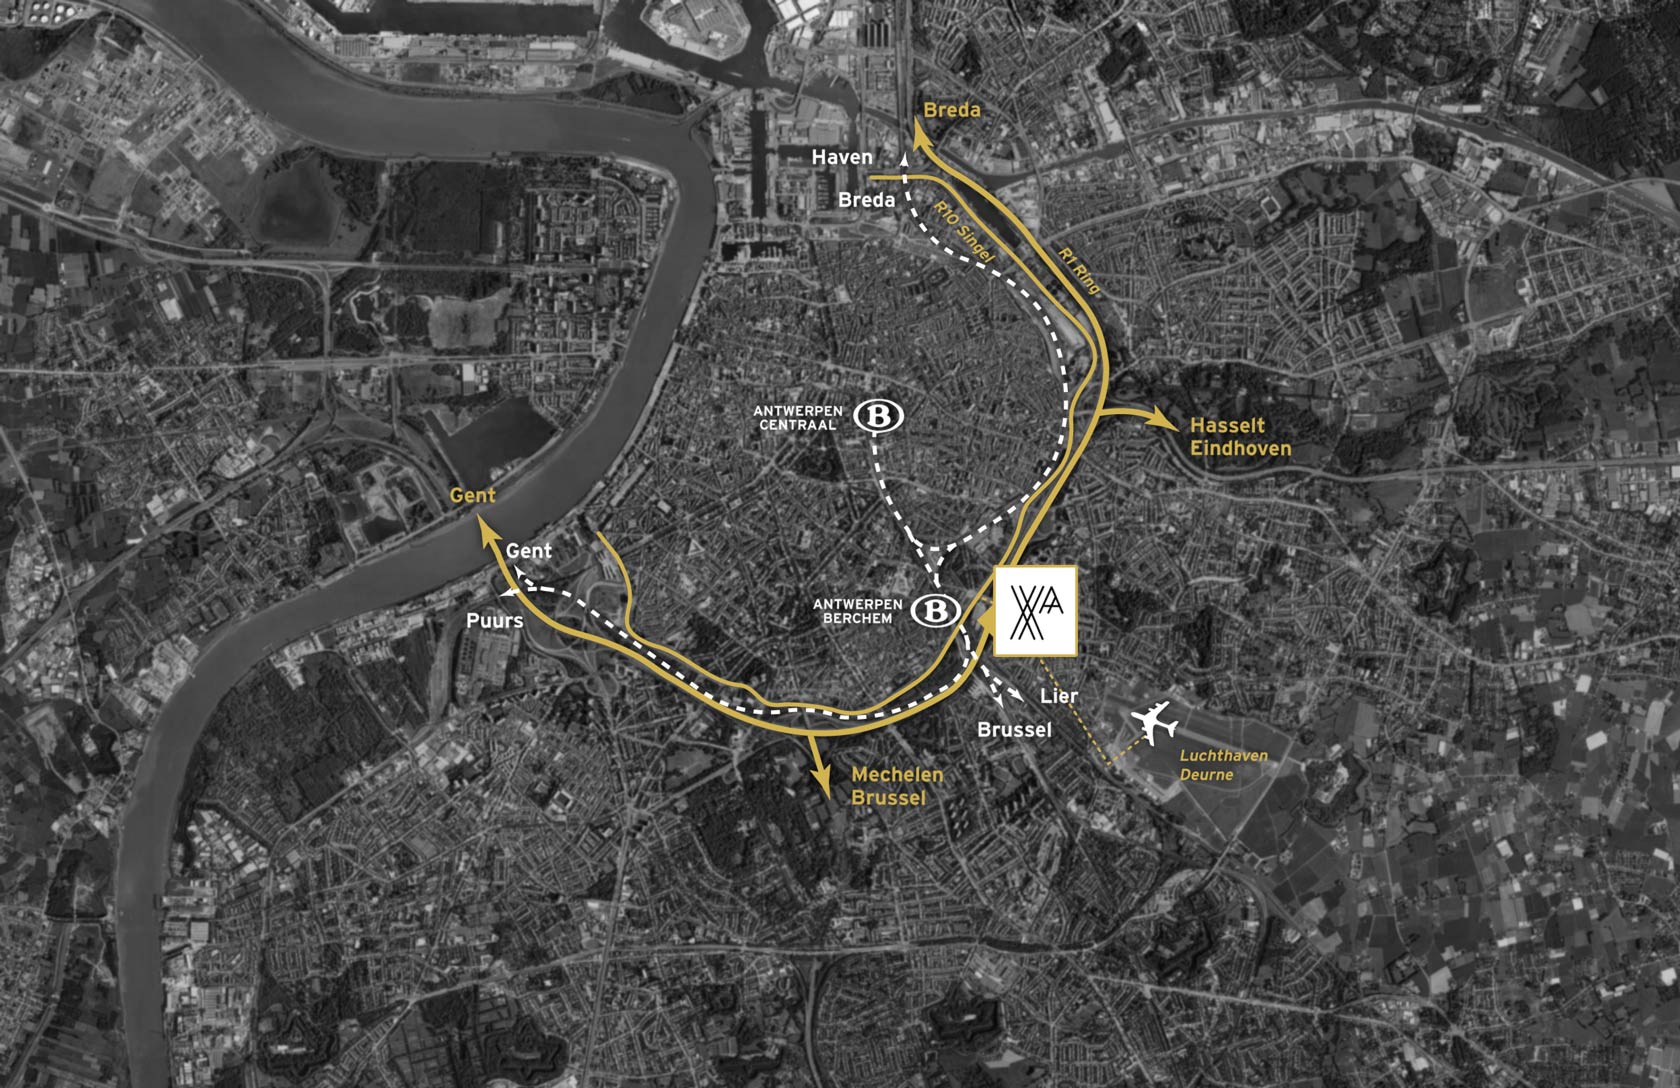 Breda
Haven
Breda
R10 Singel
R1 Ring
ANTWERPEN
CENTRAAL
B
Hasselt
Eindhoven
Gent
Gent
Puurs
ANTWERPEN
BERCHEM
B
Lier
Brussel
Luchthaven
Deurne
Mechelen
Brussel